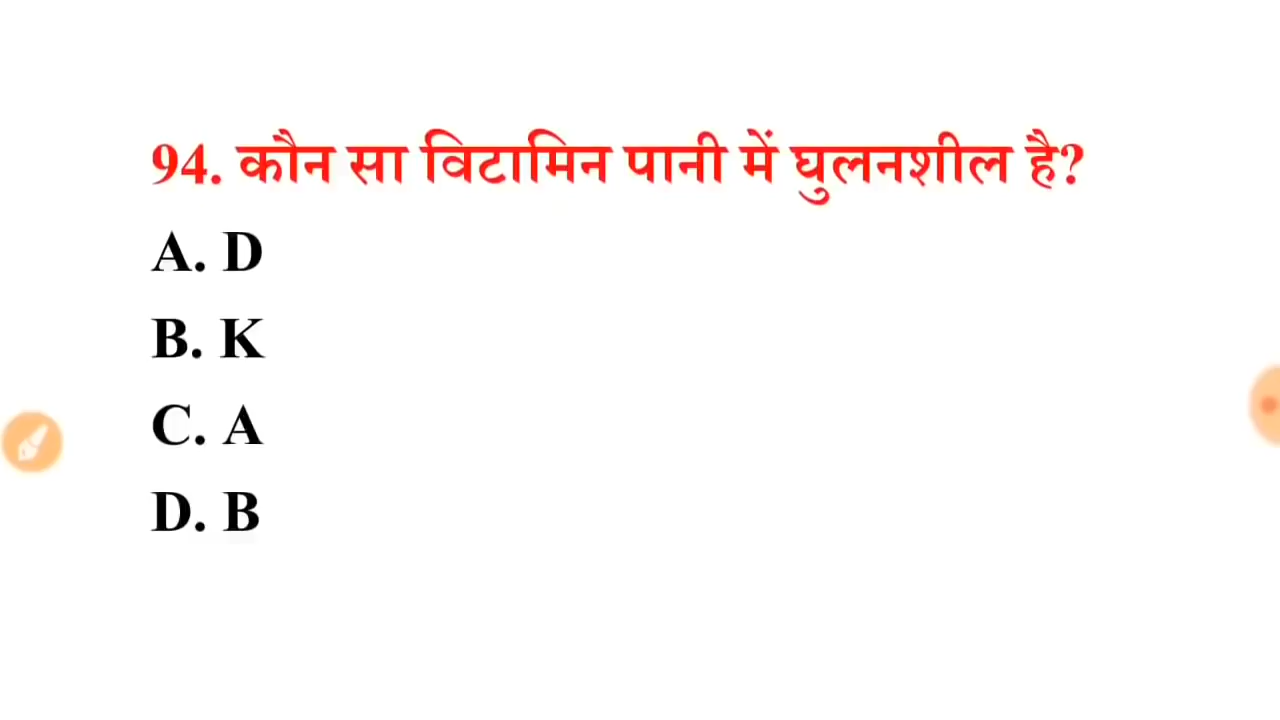 94. कौन सा विटामिन पानी में घुलनशील है?
A. D
B. K
C. A
D. B